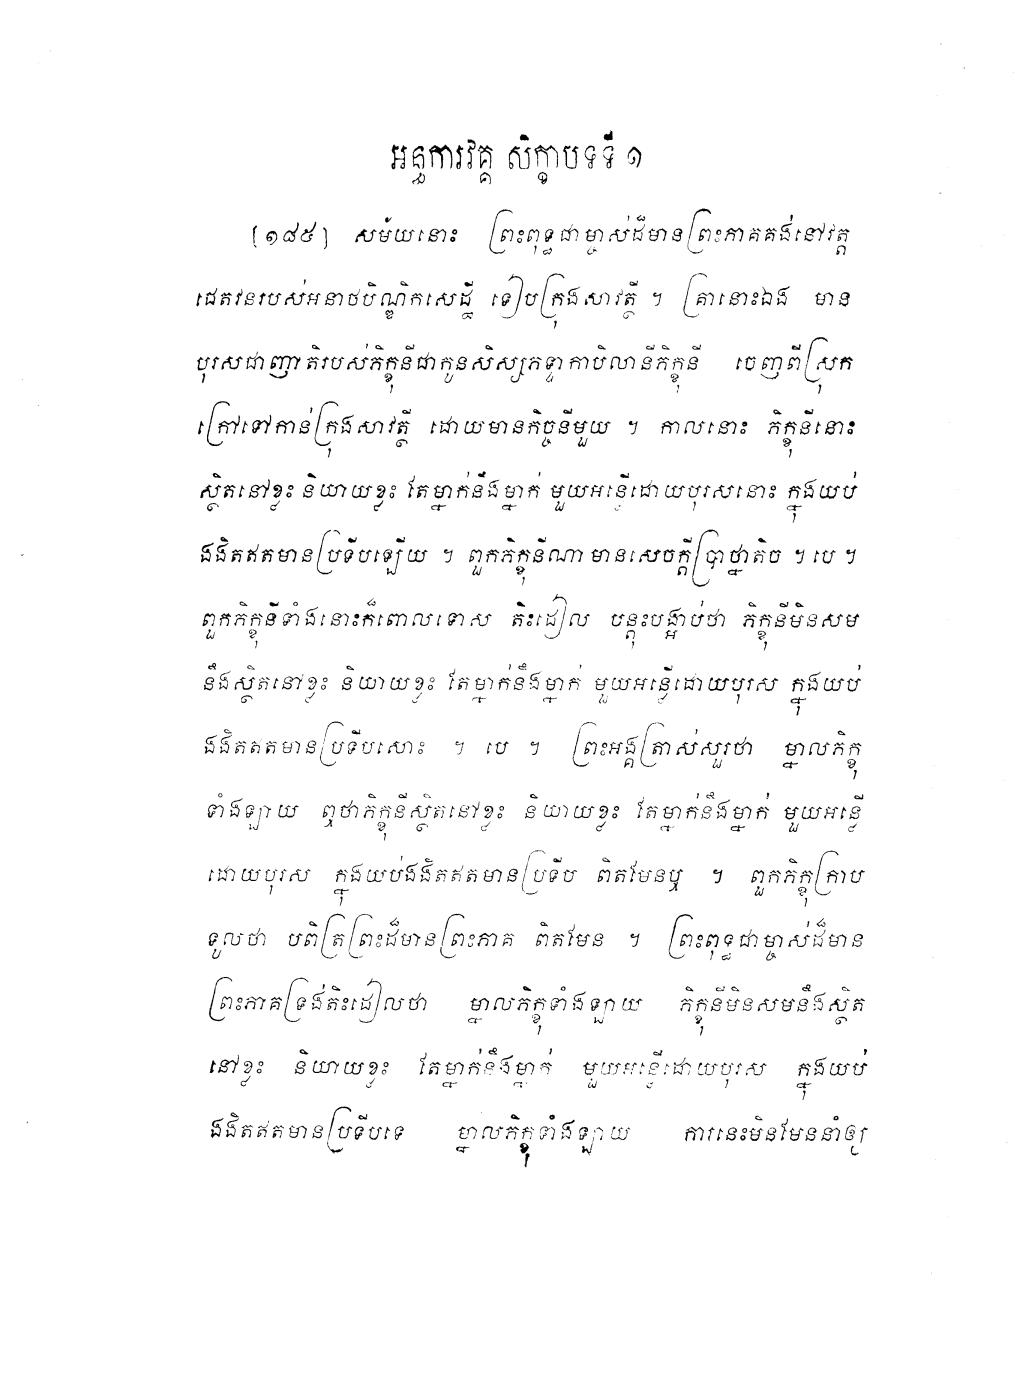 អន្ធការវគ្គ សិក្ខាបទទី ១
[១៨៥] សម័យនោះ ព្រះពុទ្ធជាម្ចាស់ដ៏មានព្រះភាគគង់នៅវត្ត
ជេតវនរបស់អនាថបិណ្ឌិកសេដ្ឋី ទៀបក្រុងសាវត្ថី ។ គ្រានោះឯង មាន
បុរសជាញាតិរបស់ភិក្ខុនីជាកូនសិស្សភទ្ទាកាបិលានីភិក្ខុនី ចេញពីស្រុក
ក្រៅទៅកាន់ក្រុងសាវត្ថី ដោយមានកិច្ចនីមួយ ។ កាលនោះ ភិក្ខុនីនោះ
ស្ថិតនៅខ្លះ និយាយខ្លះ តែម្នាក់នឹងម្នាក់ មួយអន្លើដោយបុរសនោះ ក្នុងយប់
ងងឹតឥតមានប្រទីបឡើយ ។ ពួកភិក្ខុនីណាមានសេចក្តីប្រាថ្នាតិច ។ បេ ។
ពួកភិក្ខុនីទាំងនោះក៏ពោលទោស តិះដៀល បន្តុះបង្អាប់ថា ភិក្ខុនីមិនសម
នឹងស្ថិតនៅខ្លះ និយាយខ្លះ តែម្នាក់នឹងម្នាក់ មួយអន្លើដោយបុរស ក្នុងយប់
ងងឹតឥតមានប្រទីបសោះ ។ បេ ។ ព្រះអង្គត្រាស់សួរថា ម្នាលភិក្ខុ
ទាំងឡាយ ឮថាភិក្ខុនីស្ថិតនៅខ្លះ និយាយខ្លះ តែម្នាក់នឹងម្នាក់ មួយអន្លើ
ដោយបុរស ក្នុងយប់ងងឹតឥតមានប្រទីប ពិតមែនឬ ។ ពួកភិក្ខុក្រាប
ទូលថា បពិត្រព្រះដ៏មានព្រះភាគ ពិតមែន ។ ព្រះពុទ្ធជាម្ចាស់ដ៏មាន
ព្រះភាគទ្រង់តិះដៀលថា ម្នាលភិក្ខុទាំងឡាយ ភិក្ខុនីមិនសមនឹងស្ថិត
នៅខ្លះ និយាយខ្លះ តែម្នាក់នឹងម្នាក់ មួយអន្លើដោយបុរស ក្នុងយប់
ងងឹតឥតមានប្រទីបទេ ម្នាលភិក្ខុទាំងឡាយ ការនេះមិនមែននាំឲ្យ